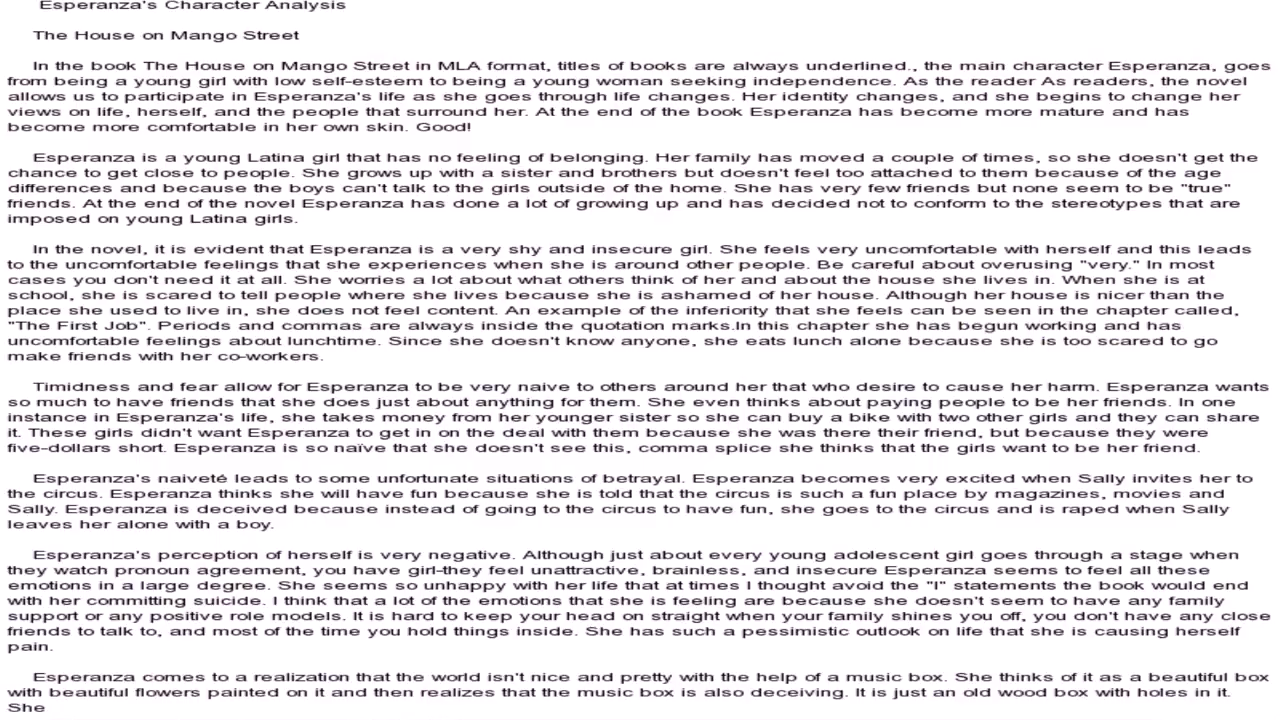 Esperanza's Character Analysis
The House on Mango Street
In the book The House on Mango Street in MLA format, titles of books are always underlined., the main character Esperanza, goes
from being a young girl with low self-esteem to being a young woman seeking independence. As the reader As readers, the novel
allows us to participate in Esperanza's life as she goes through life changes. Her identity changes, and she begins to change her
views on life, herself, and the people that surround her. At the end of the book Esperanza has become more mature and has
become more comfortable in her own skin. Good!
Esperanza is a young Latina girl that has no feeling of belonging. Her family has moved a couple of times, so she doesn't get the
chance to get close to people. She grows up with a sister and brothers but doesn't feel too attached to them because of the age
differences and because the boys can't talk to the girls outside of the home. She has very few friends but none seem to be "true"
friends. At the end of the novel Esperanza has done a lot of growing up and has decided not to conform to the stereotypes that are
imposed on young Latina girls.
In the novel, it is evident that Esperanza is a very shy and insecure girl. She feels very uncomfortable with herself and this leads
to the uncomfortable feelings that she experiences when she is around other people. Be careful about overusing "very." In most
cases you don't need it at all. She worries a lot about what others think of her and about the house she lives in. When she is at
school, she is scared to tell people where she lives because she is ashamed of her house. Although her house is nicer than the
place she used to live in, she does not feel content. An example of the inferiority that she feels can be seen in the chapter called,
"The First Job". Periods and commas are always inside the quotation marks.In this chapter she has begun working and has
uncomfortable feelings about lunchtime. Since she doesn't know anyone, she eats lunch alone because she is too scared to go
make friends with her co-workers.
Timidness and fear allow for Esperanza to be very naive to others around her that who desire to cause her harm. Esperanza wants
so much to have friends that she does just about anything for them. She even thinks about paying people to be her friends. In one
instance in Esperanza's life, she takes money from her younger sister so she can buy a bike with two other girls and they can share
it. These girls didn't want Esperanza to get in on the deal with them because she was there their friend, but because they were
five-dollars short. Esperanza is so naïve that she doesn't see this, comma splice she thinks that the girls want to be her friend.
Esperanza's naiveté leads to some unfortunate situations of betrayal. Esperanza becomes very excited when Sally invites her to
the circus. Esperanza thinks she will have fun because she is told that the circus is such a fun place by magazines, movies and
Sally. Esperanza is deceived because instead of going to the circus to have fun, she goes to the circus and is raped when Sally
leaves her alone with a boy.
Esperanza's perception of herself is very negative. Although just about every young adolescent girl goes through a stage when
they watch pronoun agreement, you have girl-they feel unattractive, brainless, and insecure Esperanza seems to feel all these
emotions in a large degree. She seems so unhappy with her life that at times I thought avoid the "I" statements the book would end
with her committing suicide. I think that a lot of the emotions that she is feeling are because she doesn't seem to have any family
support or any positive role models. It is hard to keep your head on straight when your family shines you off, you don't have any close
friends to talk to, and most of the time you hold things inside. She has such a pessimistic outlook on life that she is causing herself
pain.
Esperanza comes to a realization that the world isn't nice and pretty with the help of a music box. She thinks of it as a beautiful box
with beautiful flowers painted on it and then realizes that the music box is also deceiving. It is just an old wood box with holes in it.
She